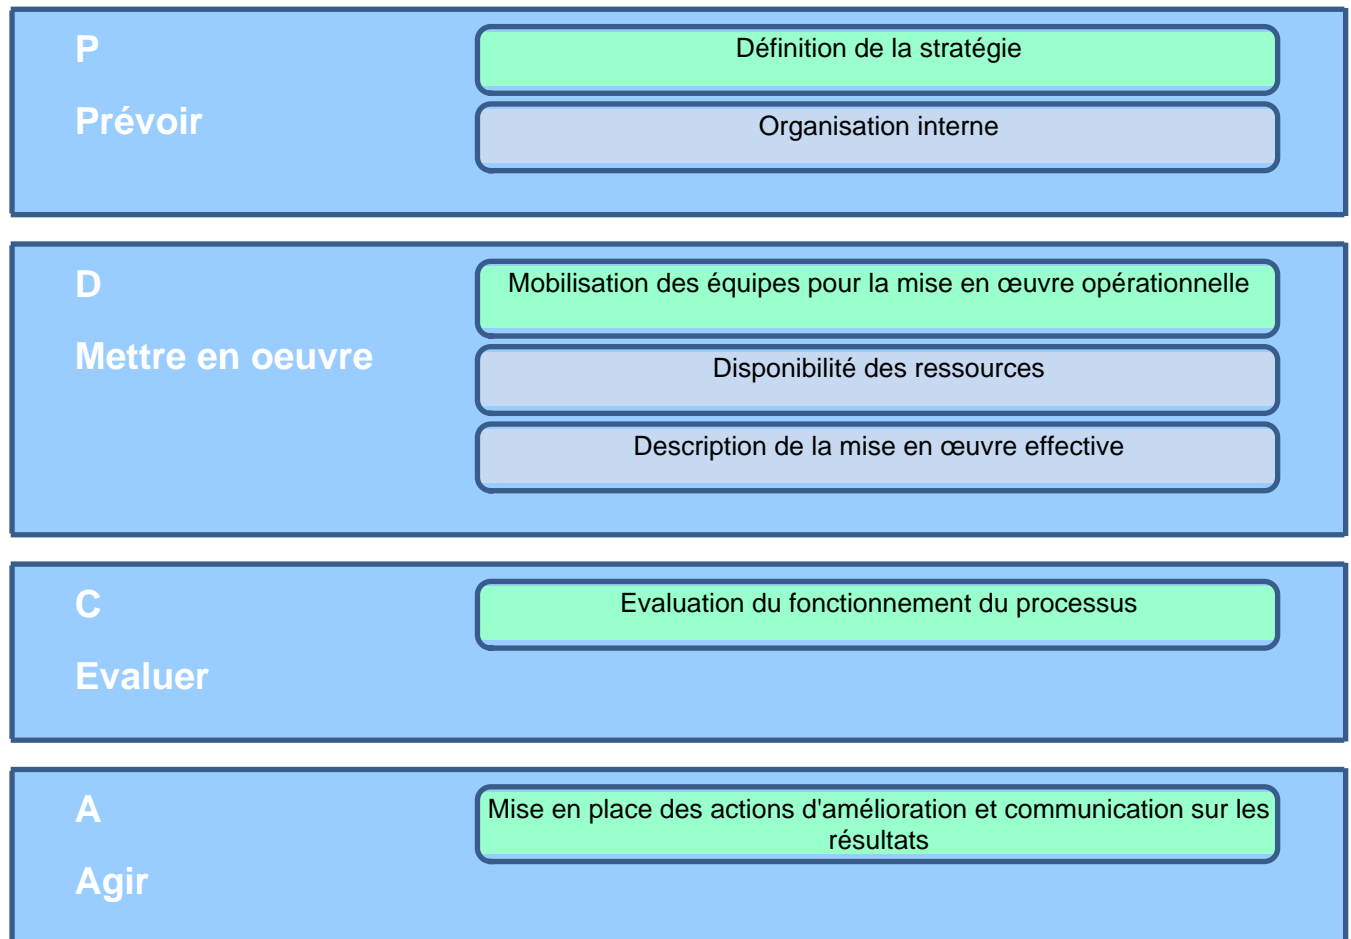 P
Définition de la stratégie
Prévoir
Organisation interne
D
Mobilisation des équipes pour la mise en œuvre opérationnelle
Mettre en oeuvre
Disponibilité des ressources
Description de la mise en œuvre effective
C
Evaluation du fonctionnement du processus
Evaluer
A
Mise en place des actions d'amélioration et communication sur les
résultats
Agir